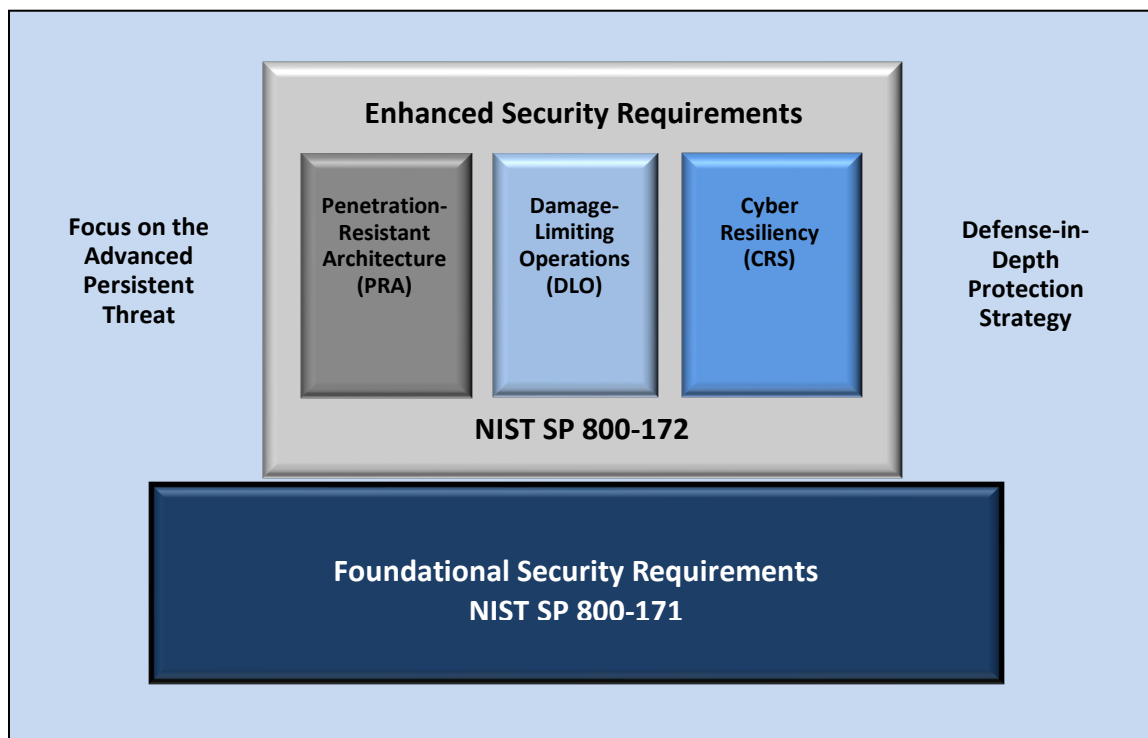 Enhanced Security Requirements
Penetration-
Resistant
Architecture
(PRA)
Damage-
Limiting
Operations
(DLO)
Cyber
Resiliency
(CRS)
NIST SP 800-172
Focus on the
Advanced
Persistent
Threat
Defense-in-
Depth
Protection
Strategy
Foundational Security Requirements
NIST SP 800-171